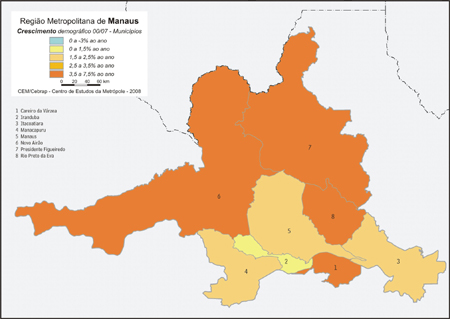 Região Metropolitana de Manaus
Crescimento demográfico 00/07 - Municípios
0 a -3% ao ano
0 a 1,5% ao ano
1,5 a 2,5% ao ano
2,5 a 3,5% ao ano
3,5 a 7,5% ao ano
0 20 40 60 km
CEM/Cebrap - Centro de Estudos da Metrópole - 2008
1 Careiro da Várzea
2 Iranduba
3 Itacoatiara
4 Manacapuru
5 Manaus
6 Novo Airão
7 Presidente Figueiredo
8 Rio Preto da Eva
7
6
8
5
2
3
4
1